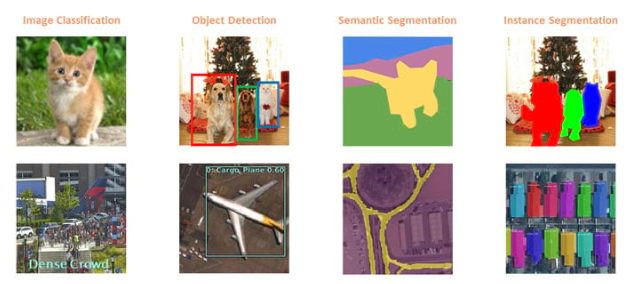 Image Classification
Object Detection
Semantic Segmentation
Instance Segmentation
0:Cargo Plane 0.60
Dense Crowd